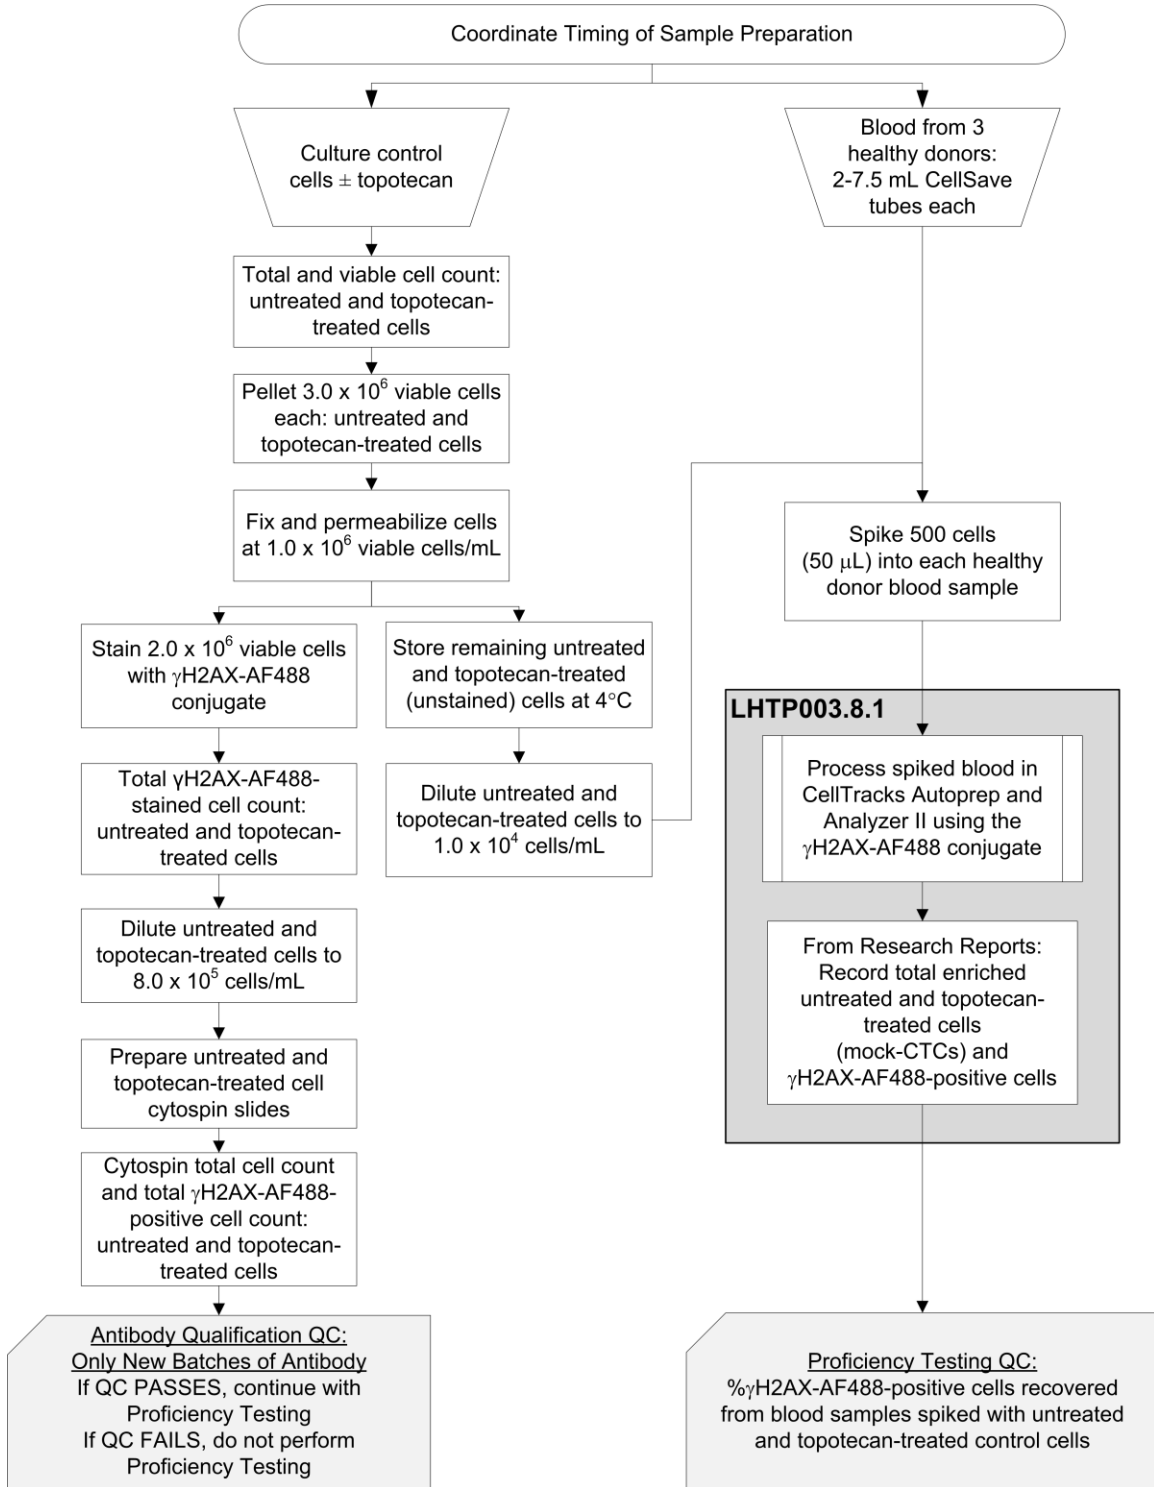 Coordinate Timing of Sample Preparation
Culture control
cells ± topotecan
Blood from 3
healthy donors:
2-7.5 mL CellSave
tubes each
Total and viable cell count:
untreated and topotecan-
treated cells
Pellet 3.0 x 10⁶ viable cells
each: untreated and
topotecan-treated cells
Fix and permeabilize cells
at 1.0 x 10⁶ viable cells/mL
Spike 500 cells
(50 μL) into each healthy
donor blood sample
Stain 2.0 x 10⁶ viable cells
with γH2AX-AF488
conjugate
Store remaining untreated
and topotecan-treated
(unstained) cells at 4°C
Total γH2AX-AF488-
stained cell count:
untreated and topotecan-
treated cells
Dilute untreated and
topotecan-treated cells to
1.0 x 10⁴ cells/mL
LHTP003.8.1
Process spiked blood in
CellTracks Autoprep and
Analyzer II using the
γH2AX-AF488 conjugate
Dilute untreated and
topotecan-treated cells to
8.0 x 10⁵ cells/mL
From Research Reports:
Record total enriched
untreated and topotecan-
treated cells
(mock-CTCs) and
γH2AX-AF488-positive cells
Prepare untreated and
topotecan-treated cell
cytospin slides
Cytospin total cell count
and total γH2AX-AF488-
positive cell count:
untreated and topotecan-
treated cells
Antibody Qualification QC:
Only New Batches of Antibody
If QC PASSES, continue with
Proficiency Testing
If QC FAILS, do not perform
Proficiency Testing
Proficiency Testing QC:
%γH2AX-AF488-positive cells recovered
from blood samples spiked with untreated
and topotecan-treated control cells